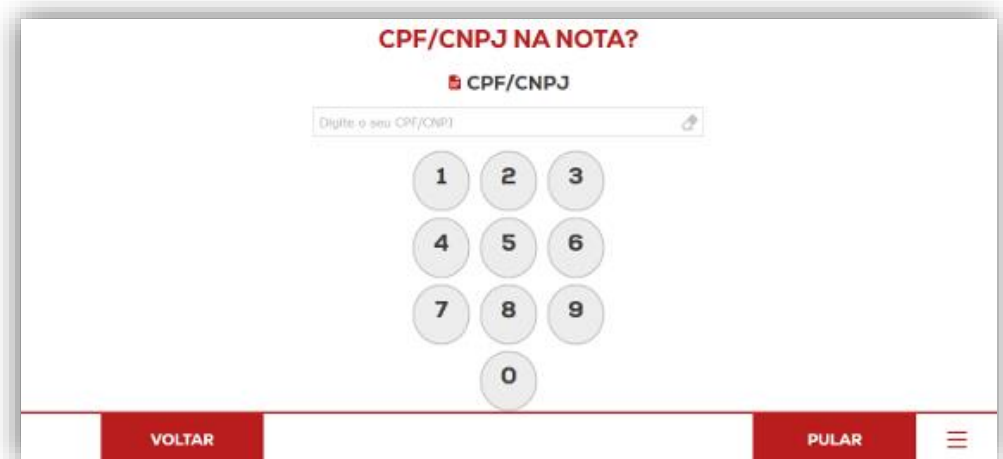 CPF/CNPJ NA NOTA?
CPF/CNPJ
Digite o seu CPF/CNPJ
1 2 3
4 5 6
7 8 9
0
VOLTAR PULAR